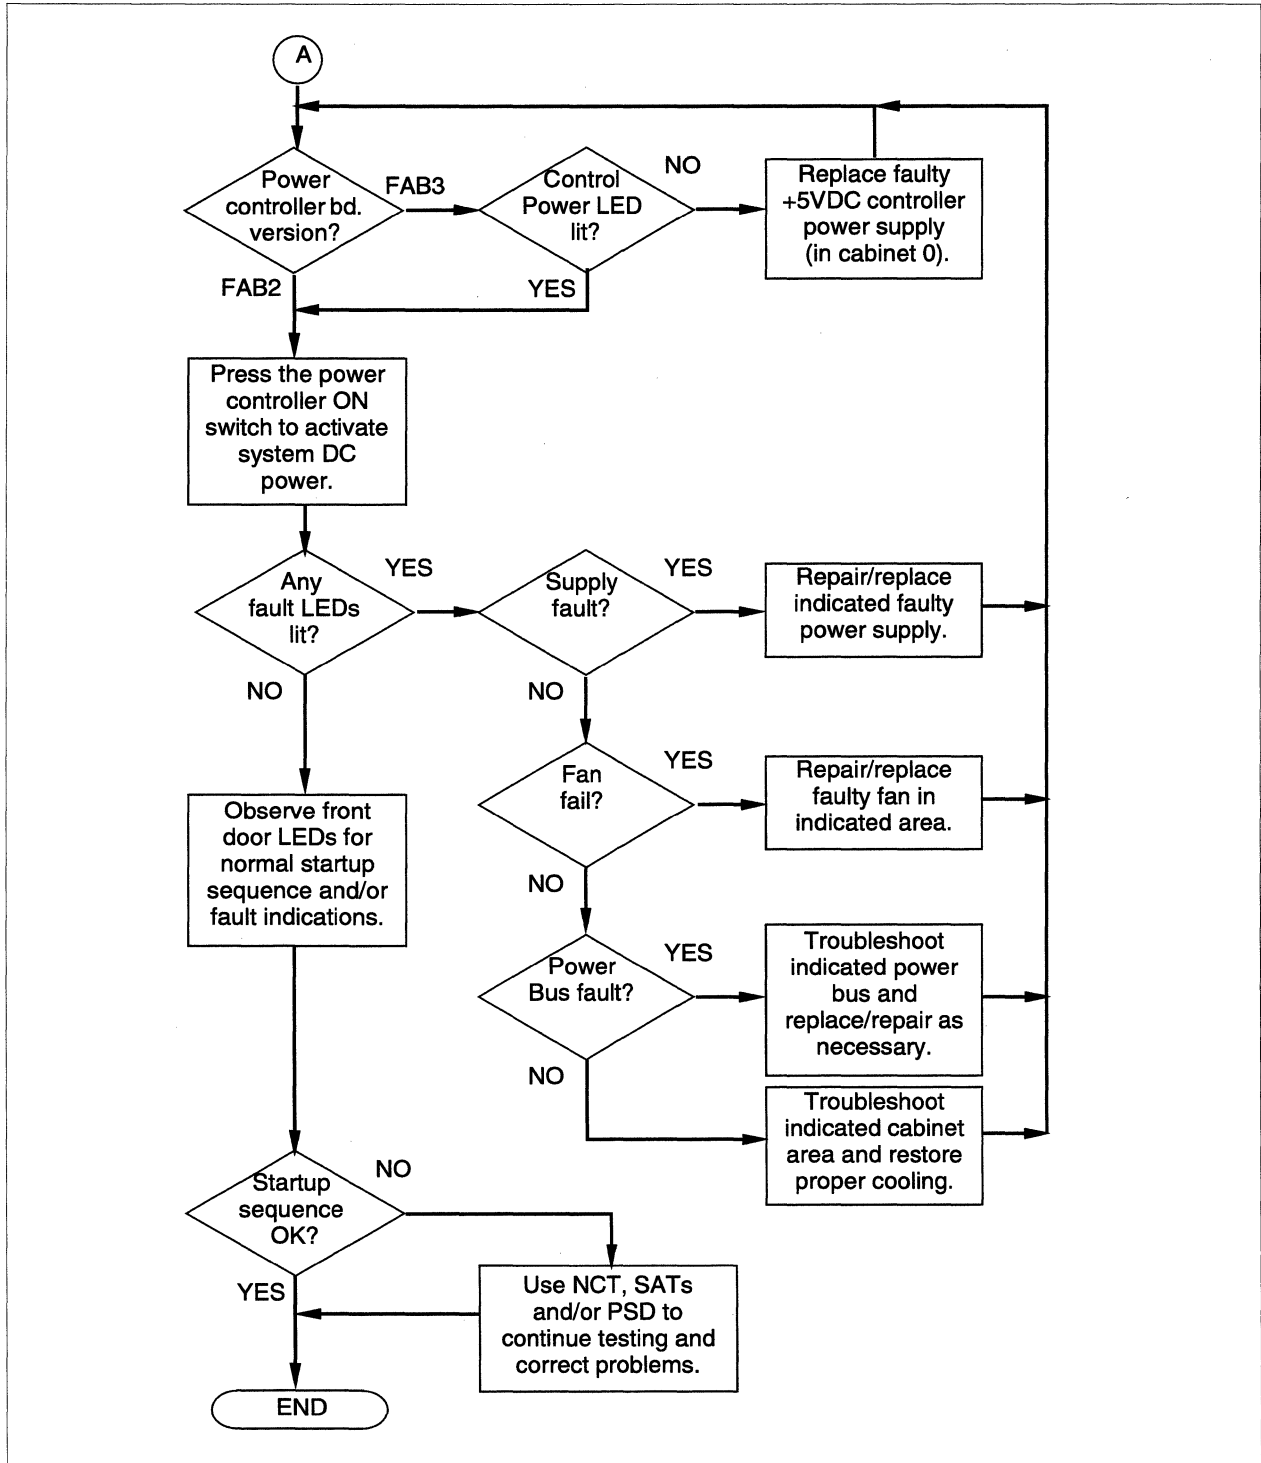 A
Power
controller bd.
version?
FAB3
Control
Power LED
lit?
NO
Replace faulty
+5VDC controller
power supply
(in cabinet 0).
FAB2
YES
Press the power
controller ON
switch to activate
system DC
power.
Any
fault LEDs
lit?
YES
Supply
fault?
YES
Repair/replace
indicated faulty
power supply.
NO
NO
Fan
fail?
YES
Repair/replace
faulty fan in
indicated area.
Observe front
door LEDs for
normal startup
sequence and/or
fault indications.
NO
Power
Bus fault?
YES
Troubleshoot
indicated power
bus and
replace/repair as
necessary.
NO
Troubleshoot
indicated cabinet
area and restore
proper cooling.
Startup
sequence
OK?
NO
YES
Use NCT, SATs
and/or PSD to
continue testing and
correct problems.
END